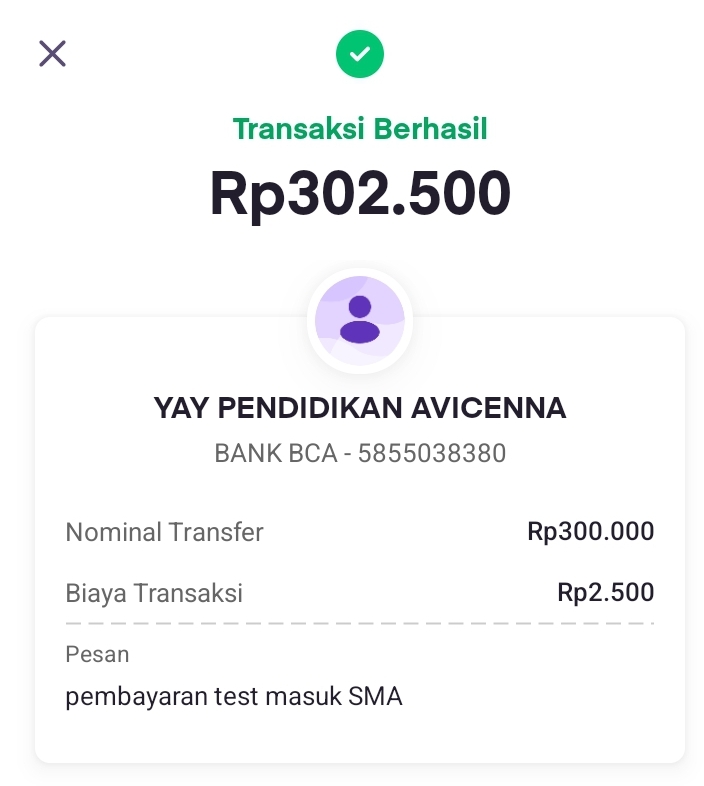 Transaksi Berhasil
Rp302.500
YAY PENDIDIKAN AVICENNA
BANK BCA - 5855038380
Nominal Transfer Rp300.000
Biaya Transaksi Rp2.500
Pesan
pembayaran test masuk SMA